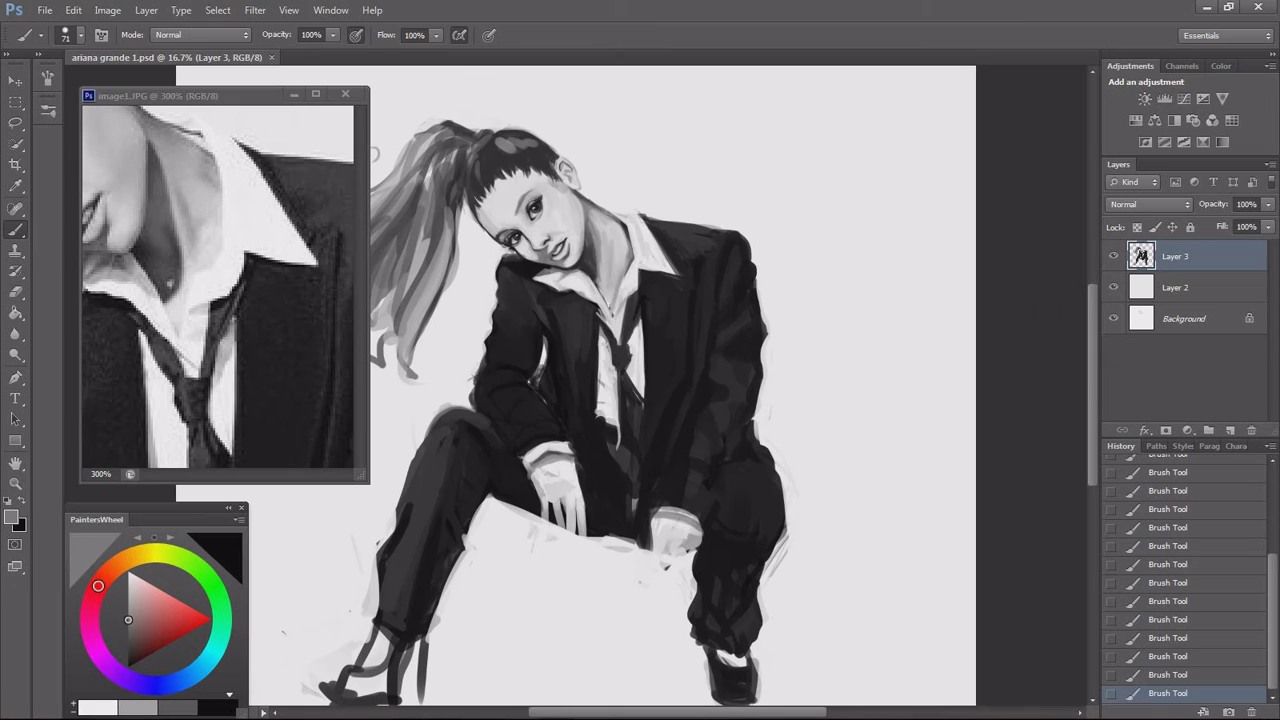 Ps File Edit Image Layer Type Select Filter View Window Help
71 Mode: Normal Opacity: 100% Flow: 100% Essentials
ariana grande 1.psd @ 16.7% (Layer 3, RGB/8) ×
Ps image1.JPG @ 300% (RGB/8)
300%
PaintersWheel
Adjustments Channels Color
Add an adjustment
Layers
Kind
Normal Opacity: 100%
Lock: Fill: 100%
Layer 3
Layer 2
Background
History Paths Styles Parag Chara
Brush Tool
Brush Tool
Brush Tool
Brush Tool
Brush Tool
Brush Tool
Brush Tool
Brush Tool
Brush Tool
Brush Tool
Brush Tool
Brush Tool
Brush Tool